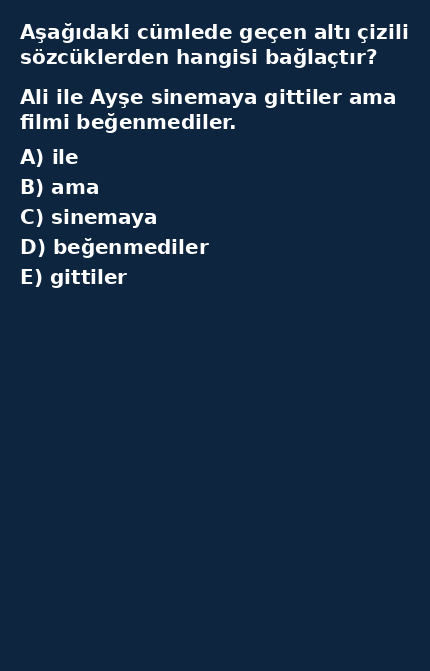 Aşağıdaki cümlede geçen altı çizili
sözcüklerden hangisi bağlaçtır?
Ali ile Ayşe sinemaya gittiler ama
filmi beğenmediler.
A) ile
B) ama
C) sinemaya
D) beğenmediler
E) gittiler